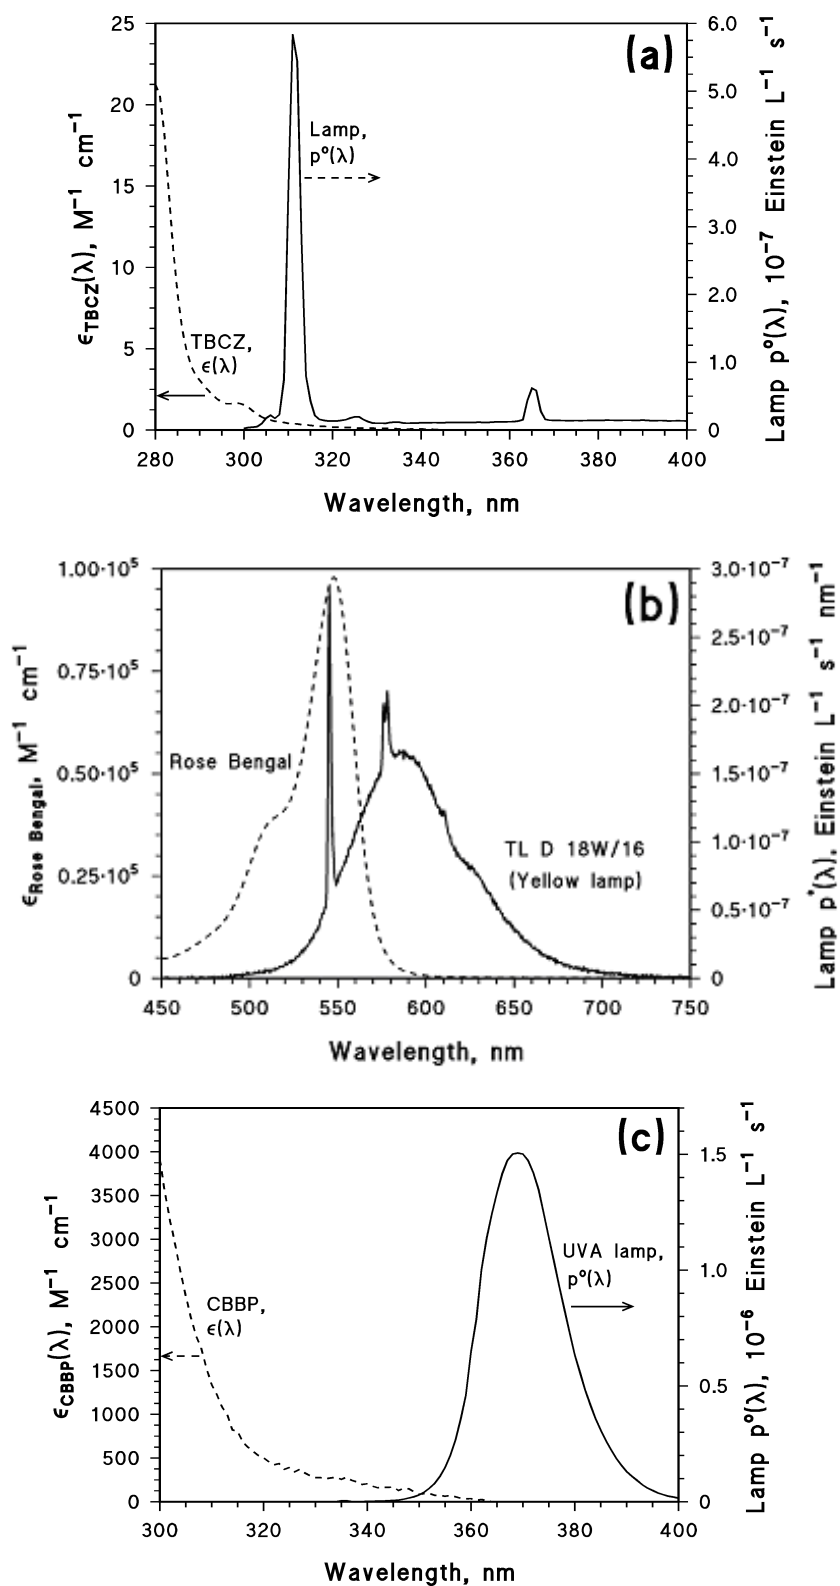 (a)
25
20
15
10
5
0
ϵTBCZ(λ), M⁻¹ cm⁻¹
6.0
5.0
4.0
3.0
2.0
1.0
0
Lamp p°(λ), 10⁻⁷ Einstein L⁻¹ s⁻¹
Lamp,
p°(λ)
TBCZ,
ϵ(λ)
280 300 320 340 360 380 400
Wavelength, nm
(b)
1.00·10⁵
0.75·10⁵
0.50·10⁵
0.25·10⁵
0
ϵRose Bengal, M⁻¹ cm⁻¹
3.0·10⁻⁷
2.5·10⁻⁷
2.0·10⁻⁷
1.5·10⁻⁷
1.0·10⁻⁷
0.5·10⁻⁷
0
Lamp p°(λ), Einstein L⁻¹ s⁻¹ nm⁻¹
Rose Bengal
TL D 18W/16
(Yellow lamp)
450 500 550 600 650 700 750
Wavelength, nm
(c)
4500
4000
3500
3000
2500
2000
1500
1000
500
0
ϵCBBP(λ), M⁻¹ cm⁻¹
1.5
1.0
0.5
0
Lamp p°(λ), 10⁻⁶ Einstein L⁻¹ s⁻¹
UVA lamp,
p°(λ)
CBBP,
ϵ(λ)
300 320 340 360 380 400
Wavelength, nm